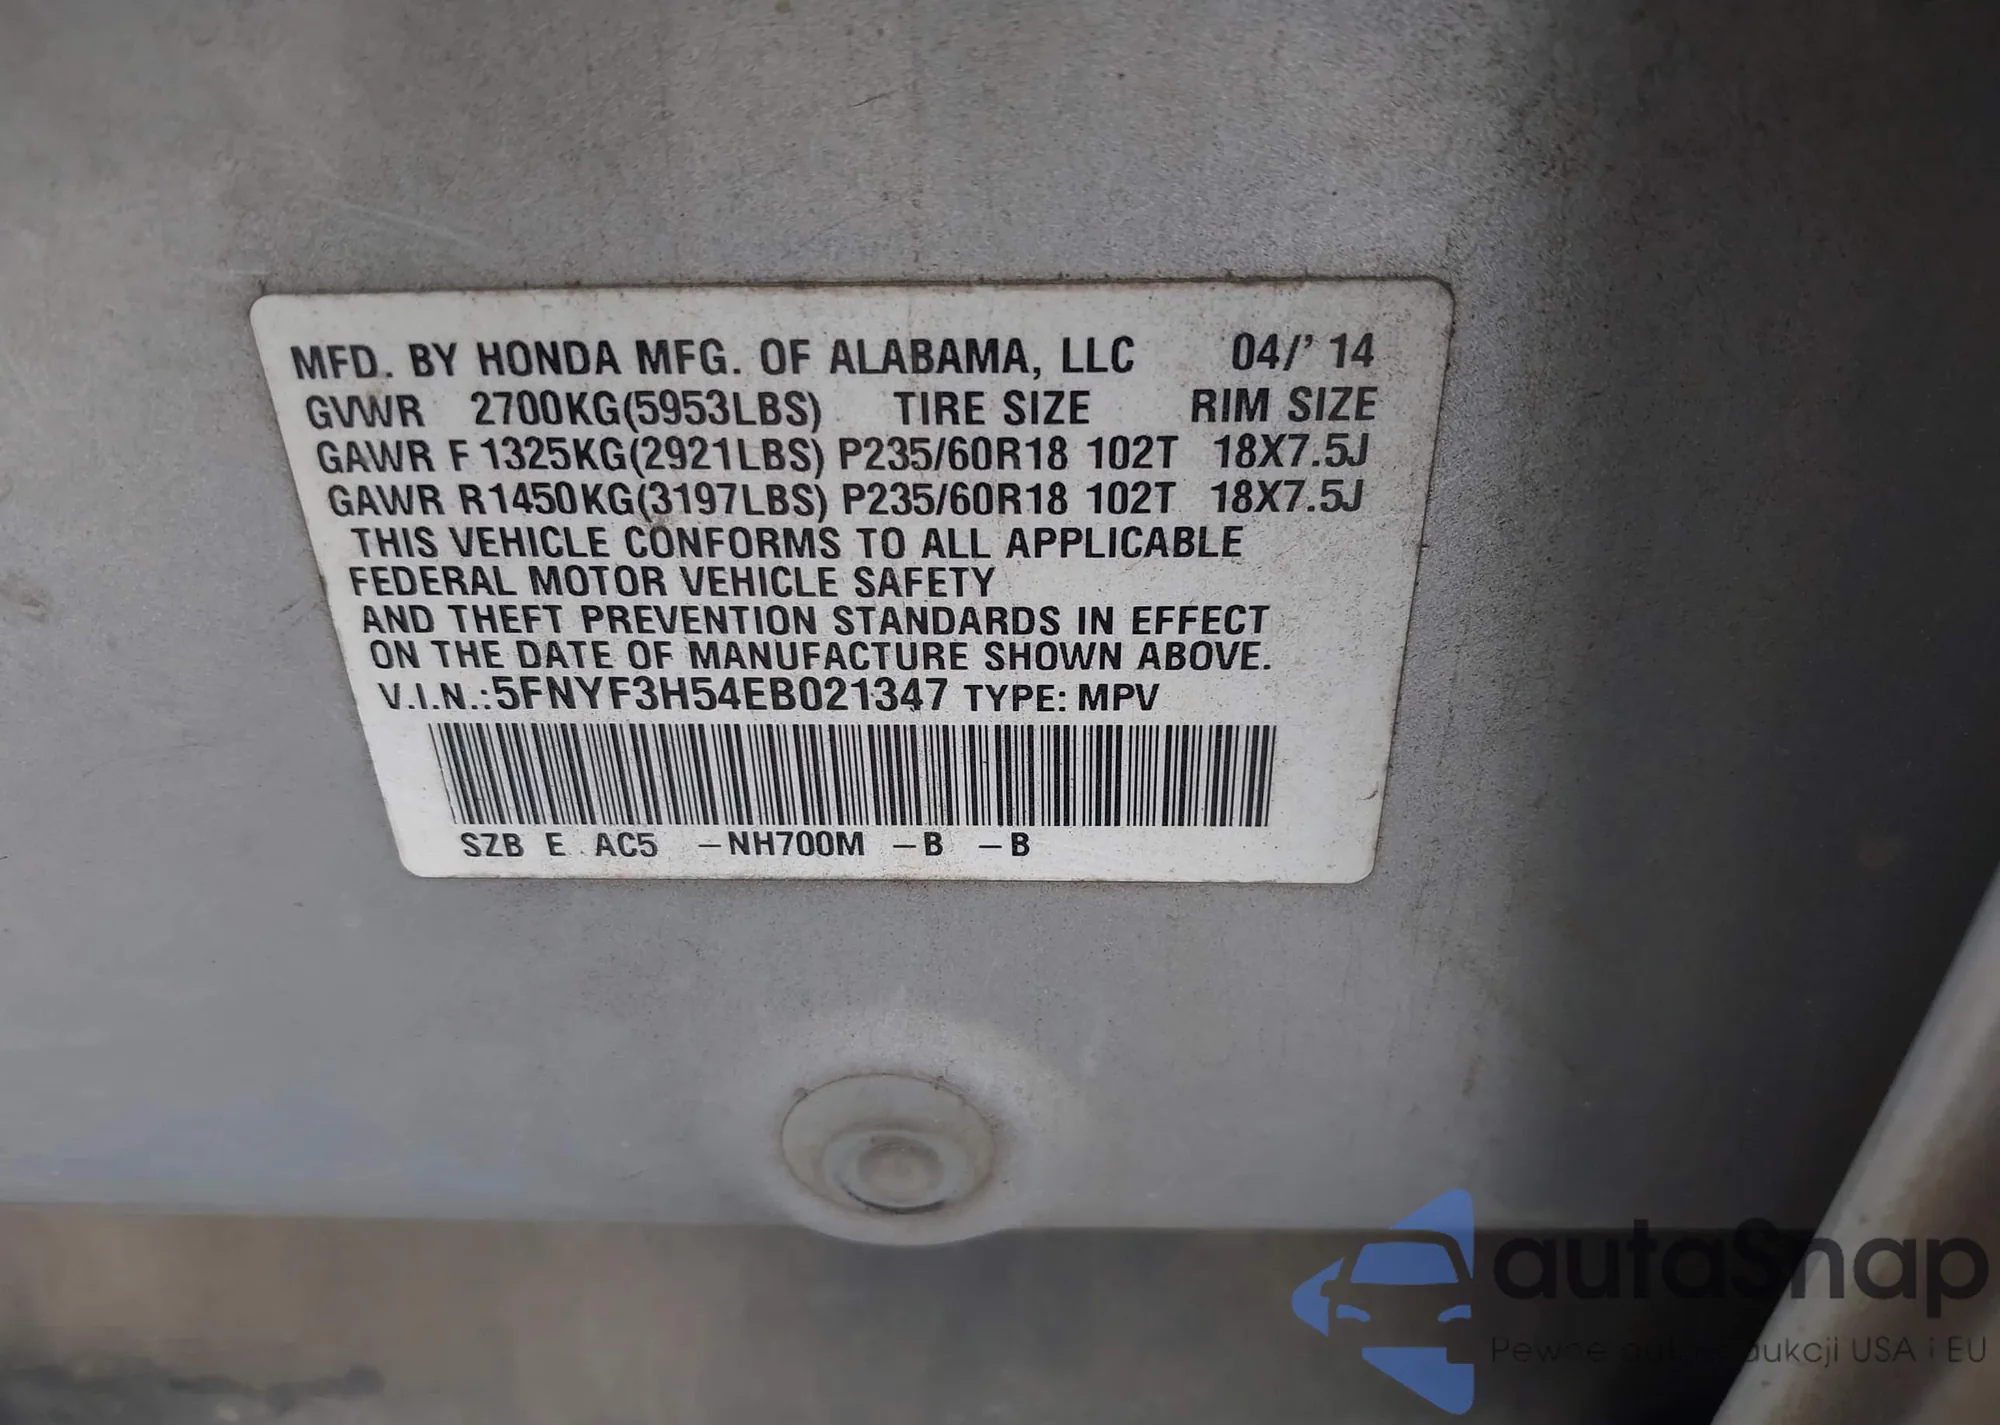 MFD. BY HONDA MFG. OF ALABAMA, LLC 04/' 14
GVWR 2700KG(5953LBS) TIRE SIZE RIM SIZE
GAWR F 1325KG(2921LBS) P235/60R18 102T 18X7.5J
GAWR R1450KG(3197LBS) P235/60R18 102T 18X7.5J
THIS VEHICLE CONFORMS TO ALL APPLICABLE
FEDERAL MOTOR VEHICLE SAFETY
AND THEFT PREVENTION STANDARDS IN EFFECT
ON THE DATE OF MANUFACTURE SHOWN ABOVE.
V.I.N.:5FNYF3H54EB021347 TYPE: MPV
SZB E AC5 -NH700M -B -B
autaSnap
Pewne USA i EU